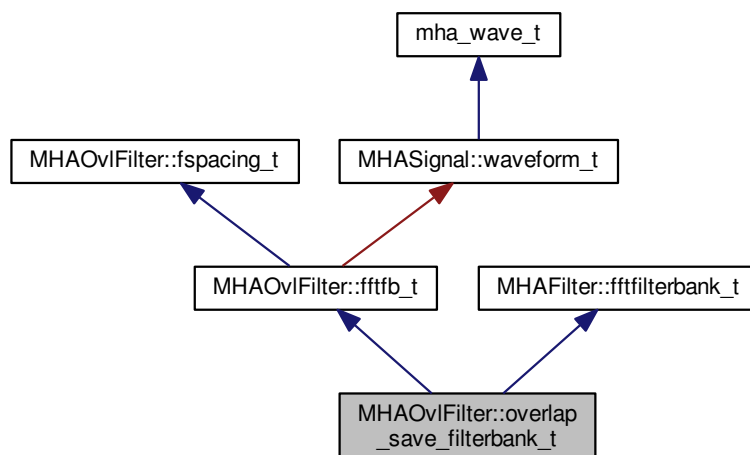 mha_wave_t
MHAOvlFilter::fspacing_t
MHASignal::waveform_t
MHAOvlFilter::fftfb_t
MHAFilter::fftfilterbank_t
MHAOvlFilter::overlap
_save_filterbank_t